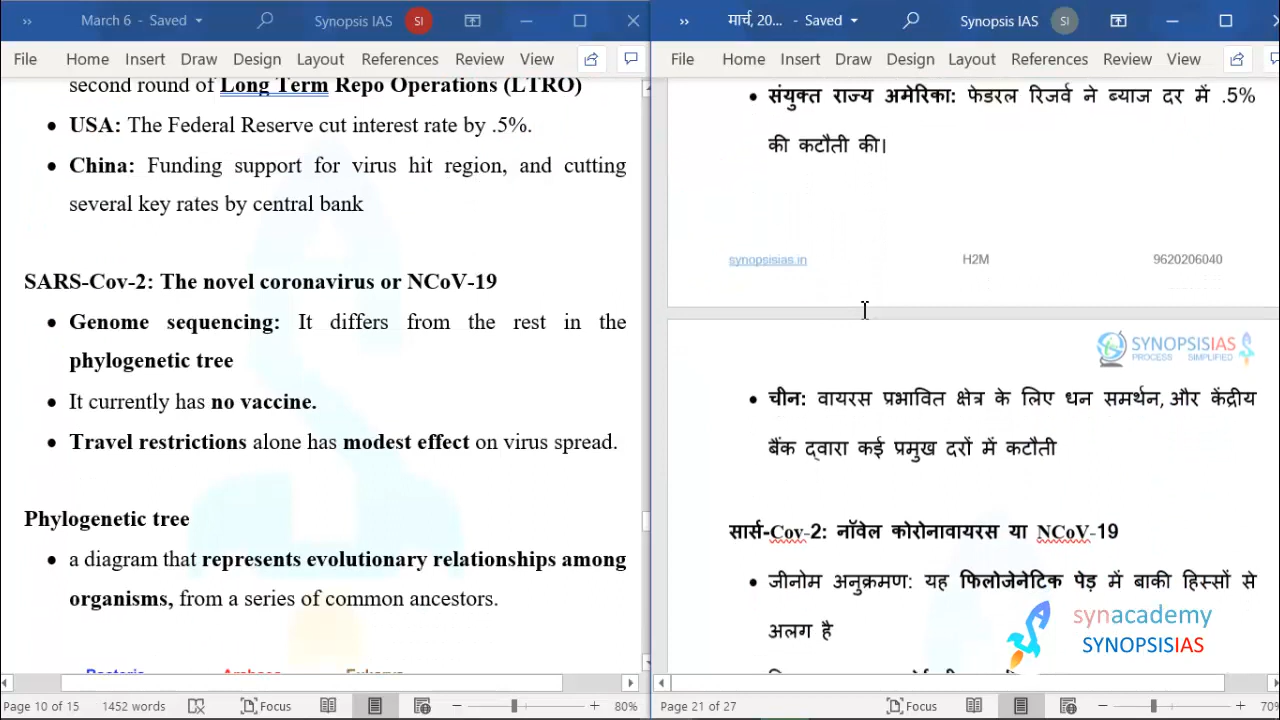 March 6 - Saved
Synopsis IAS
SI
File Home Insert Draw Design Layout References Review View
second round of Long Term Repo Operations (LTRO)
• USA: The Federal Reserve cut interest rate by .5%.
• China: Funding support for virus hit region, and cutting
several key rates by central bank
SARS-Cov-2: The novel coronavirus or NCoV-19
• Genome sequencing: It differs from the rest in the
phylogenetic tree
• It currently has no vaccine.
• Travel restrictions alone has modest effect on virus spread.
Phylogenetic tree
• a diagram that represents evolutionary relationships among
organisms, from a series of common ancestors.
Page 10 of 15 1452 words Focus 80%
मार्च, 20... - Saved
Synopsis IAS
SI
File Home Insert Draw Design Layout References Review View
• संयुक्त राज्य अमेरिका: फेडरल रिजर्व ने ब्याज दर में .5%
की कटौती की।
synopsisias.in H2M 9620206040
SYNOPSISIAS
PROCESS SIMPLIFIED
• चीन: वायरस प्रभावित क्षेत्र के लिए धन समर्थन, और केंद्रीय
बैंक द्वारा कई प्रमुख दरों में कटौती
सार्स-Cov-2: नॉवेल कोरोनावायरस या NCoV-19
• जीनोम अनुक्रमण: यह फिलोजेनेटिक पेड़ में बाकी हिस्सों से
अलग है
synacademy
SYNOPSISIAS
Page 21 of 27 Focus 70%